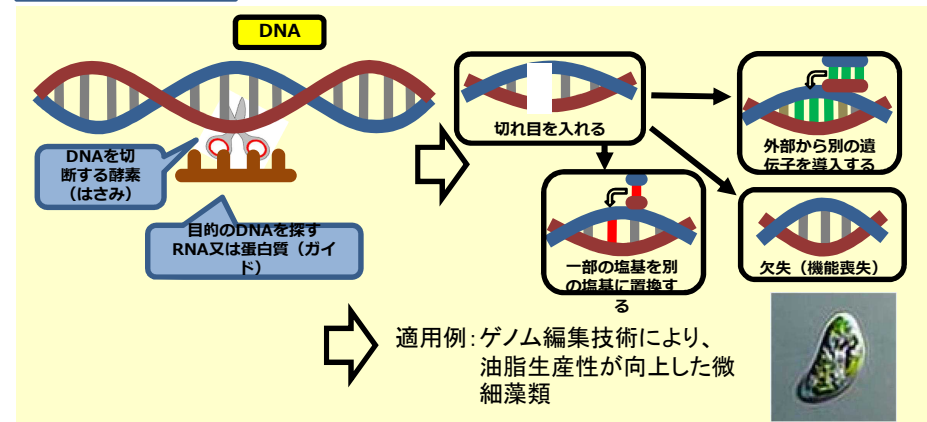 DNA
DNAを切
断する酵素
（はさみ）
目的のDNAを探す
RNA又は蛋白質（ガイ
ド）
切れ目を入れる
外部から別の遺
伝子を導入する
一部の塩基を別
の塩基に置換す
る
欠失（機能喪失）
適用例：ゲノム編集技術により、
油脂生産性が向上した微
細藻類